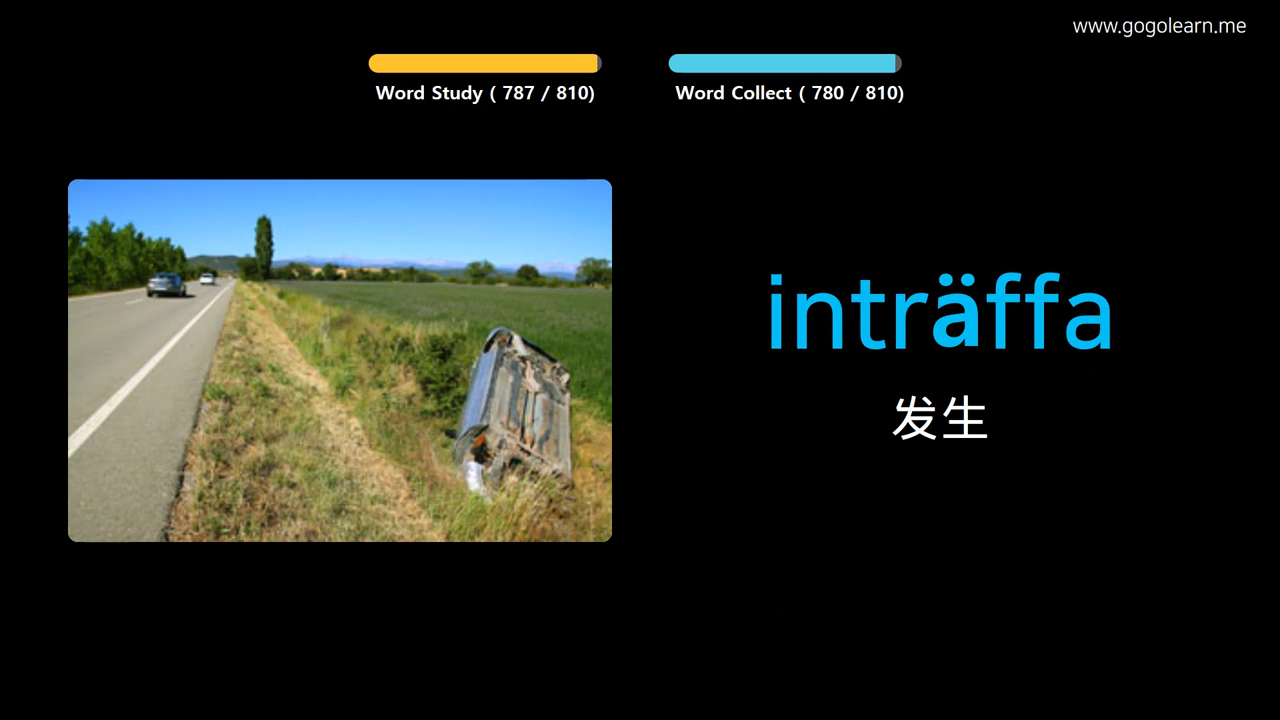 www.gogolearn.me
Word Study ( 787 / 810)
Word Collect ( 780 / 810)
inträffa
发生